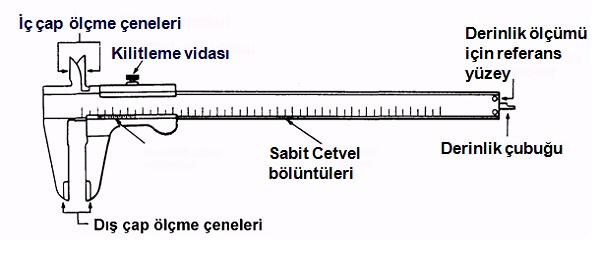 İç çap ölçme çeneleri
Kilitleme vidası
Derinlik ölçümü
için referans
yüzey
Derinlik çubuğu
Sabit Cetvel
bölüntüleri
Dış çap ölçme çeneleri